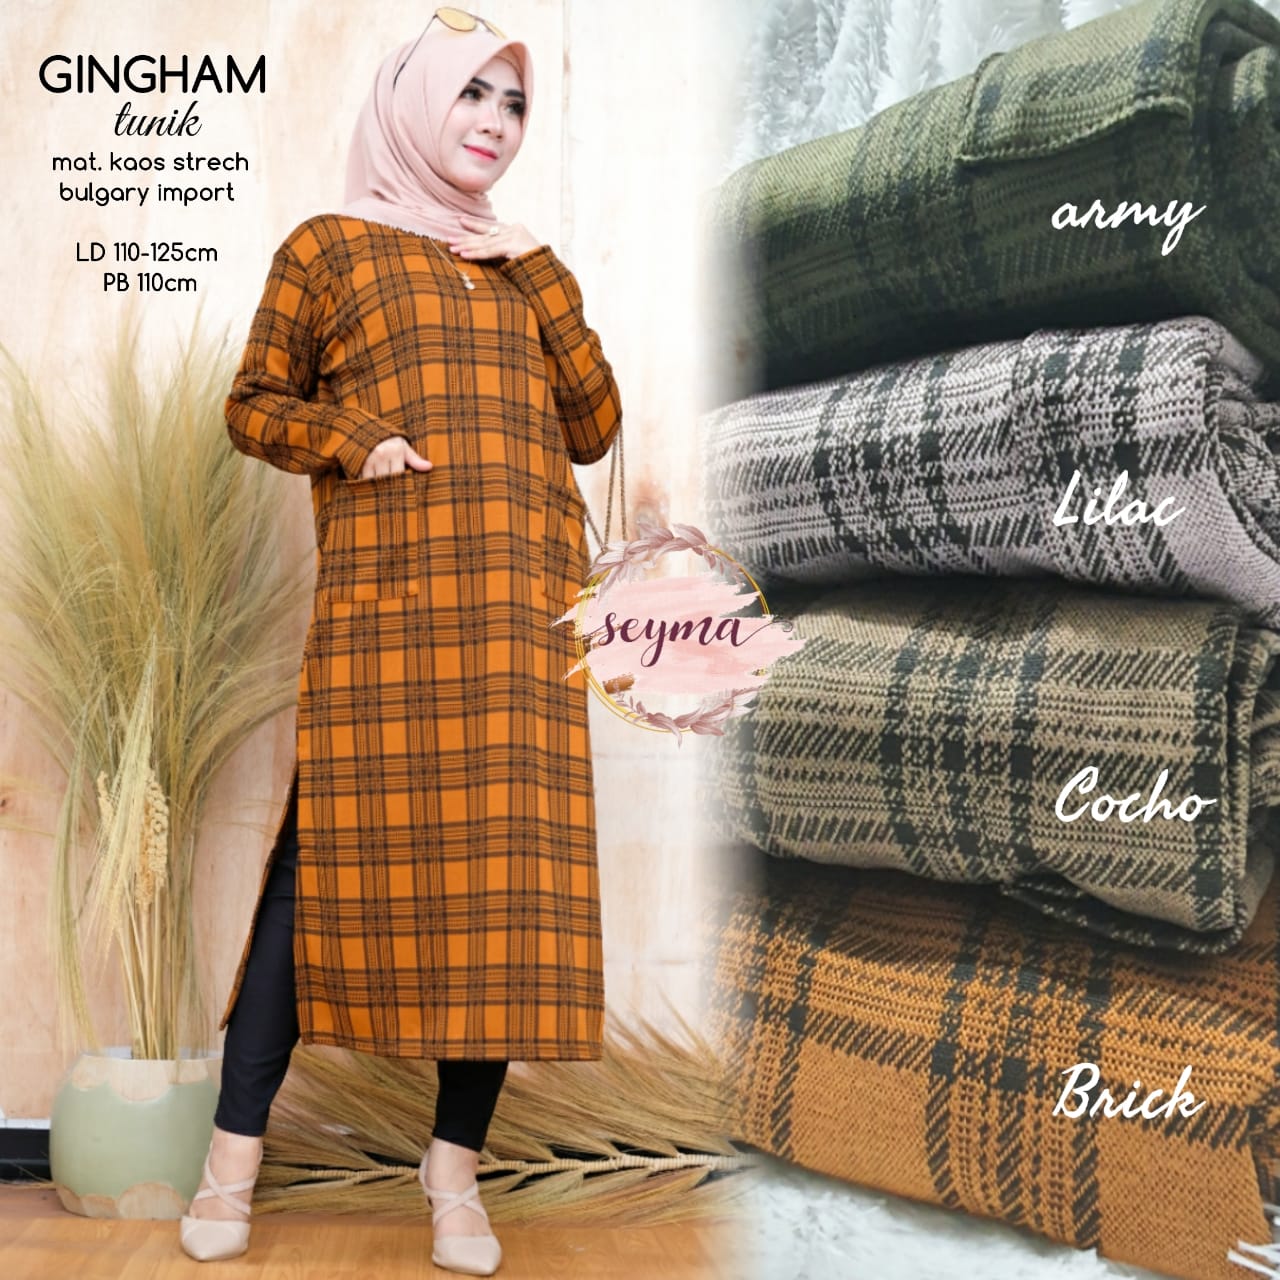 GINGHAM
tunik
mat. kaos strech
bulgary import
LD 110-125cm
PB 110cm
seyma
army
Lilac
Cocho
Brick